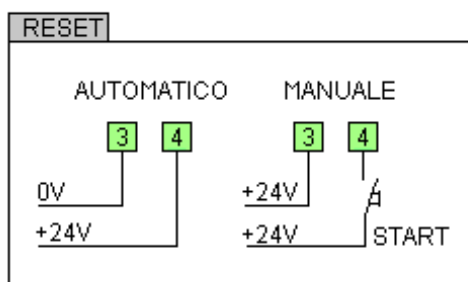 RESET
AUTOMATICO MANUALE
3 4 3 4
0V +24V
+24V +24V START